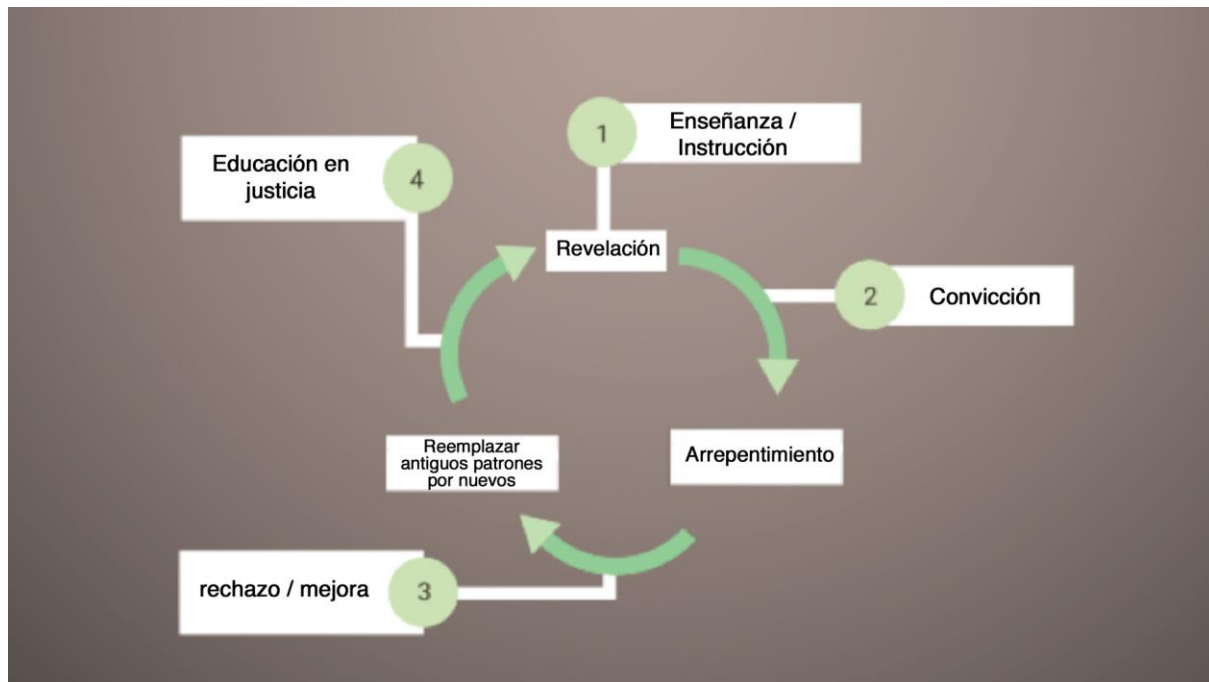 1
Enseñanza /
Instrucción
Educación en
justicia
4
Revelación
2
Convicción
Reemplazar
antiguos patrones
por nuevos
Arrepentimiento
rechazo / mejora
3